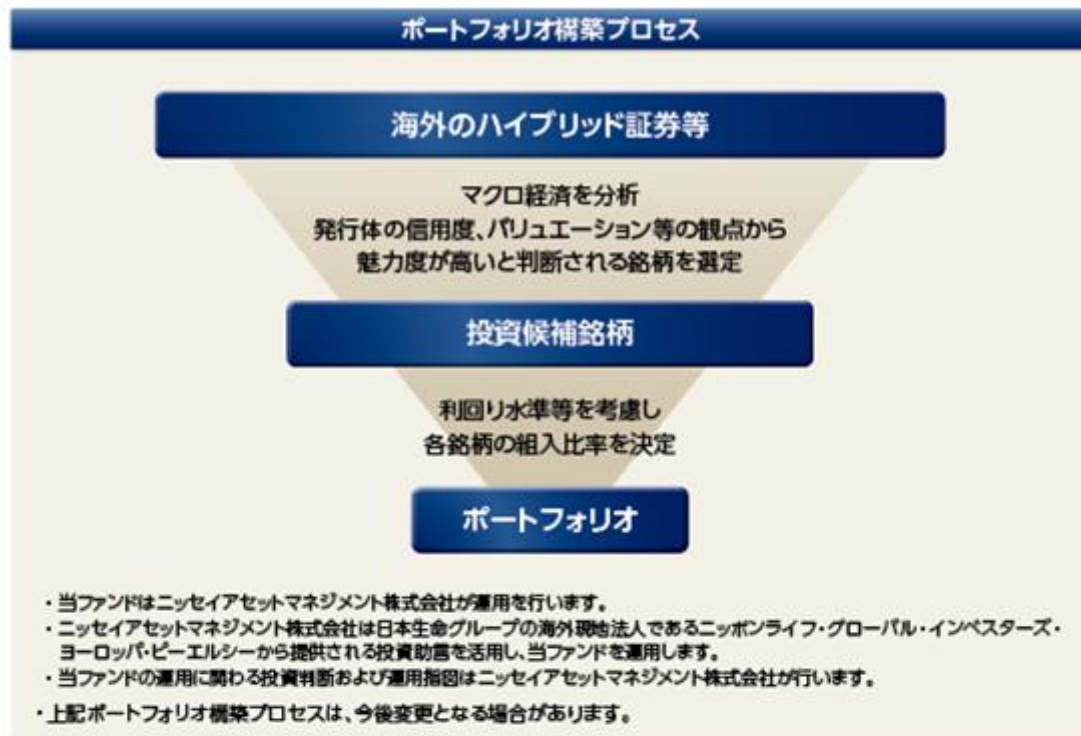 ポートフォリオ構築プロセス
海外のハイブリッド証券等
マクロ経済を分析
発行体の信用度、バリュエーション等の観点から
魅力度が高いと判断される銘柄を選定
投資候補銘柄
利回り水準等を考慮し
各銘柄の組入比率を決定
ポートフォリオ
・当ファンドはニッセイアセットマネジメント株式会社が運用を行います。
・ニッセイアセットマネジメント株式会社は日本生命グループの海外現地法人であるニッポンライフ・グローバル・インベスターズ・
ヨーロッパ・ピーエルシーから提供される投資助言を活用し、当ファンドを運用します。
・当ファンドの運用に関わる投資判断および運用指図はニッセイアセットマネジメント株式会社が行います。
・上記ポートフォリオ構築プロセスは、今後変更となる場合があります。